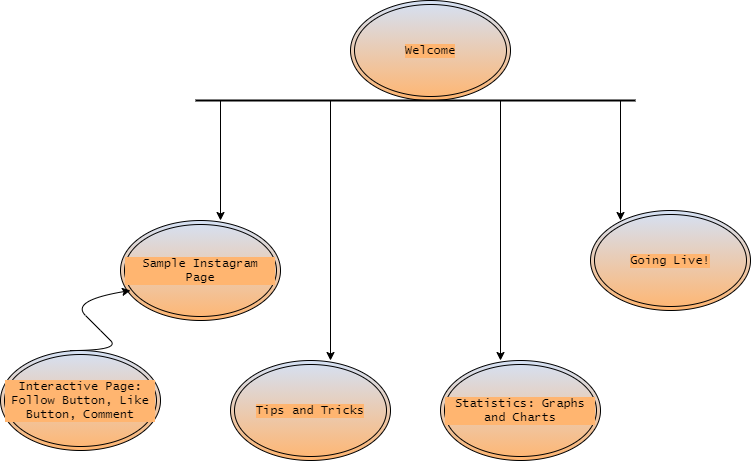 Welcome
Sample Instagram
Page
Going Live!
Interactive Page:
Follow Button, Like
Button, Comment
Tips and Tricks
Statistics: Graphs
and Charts